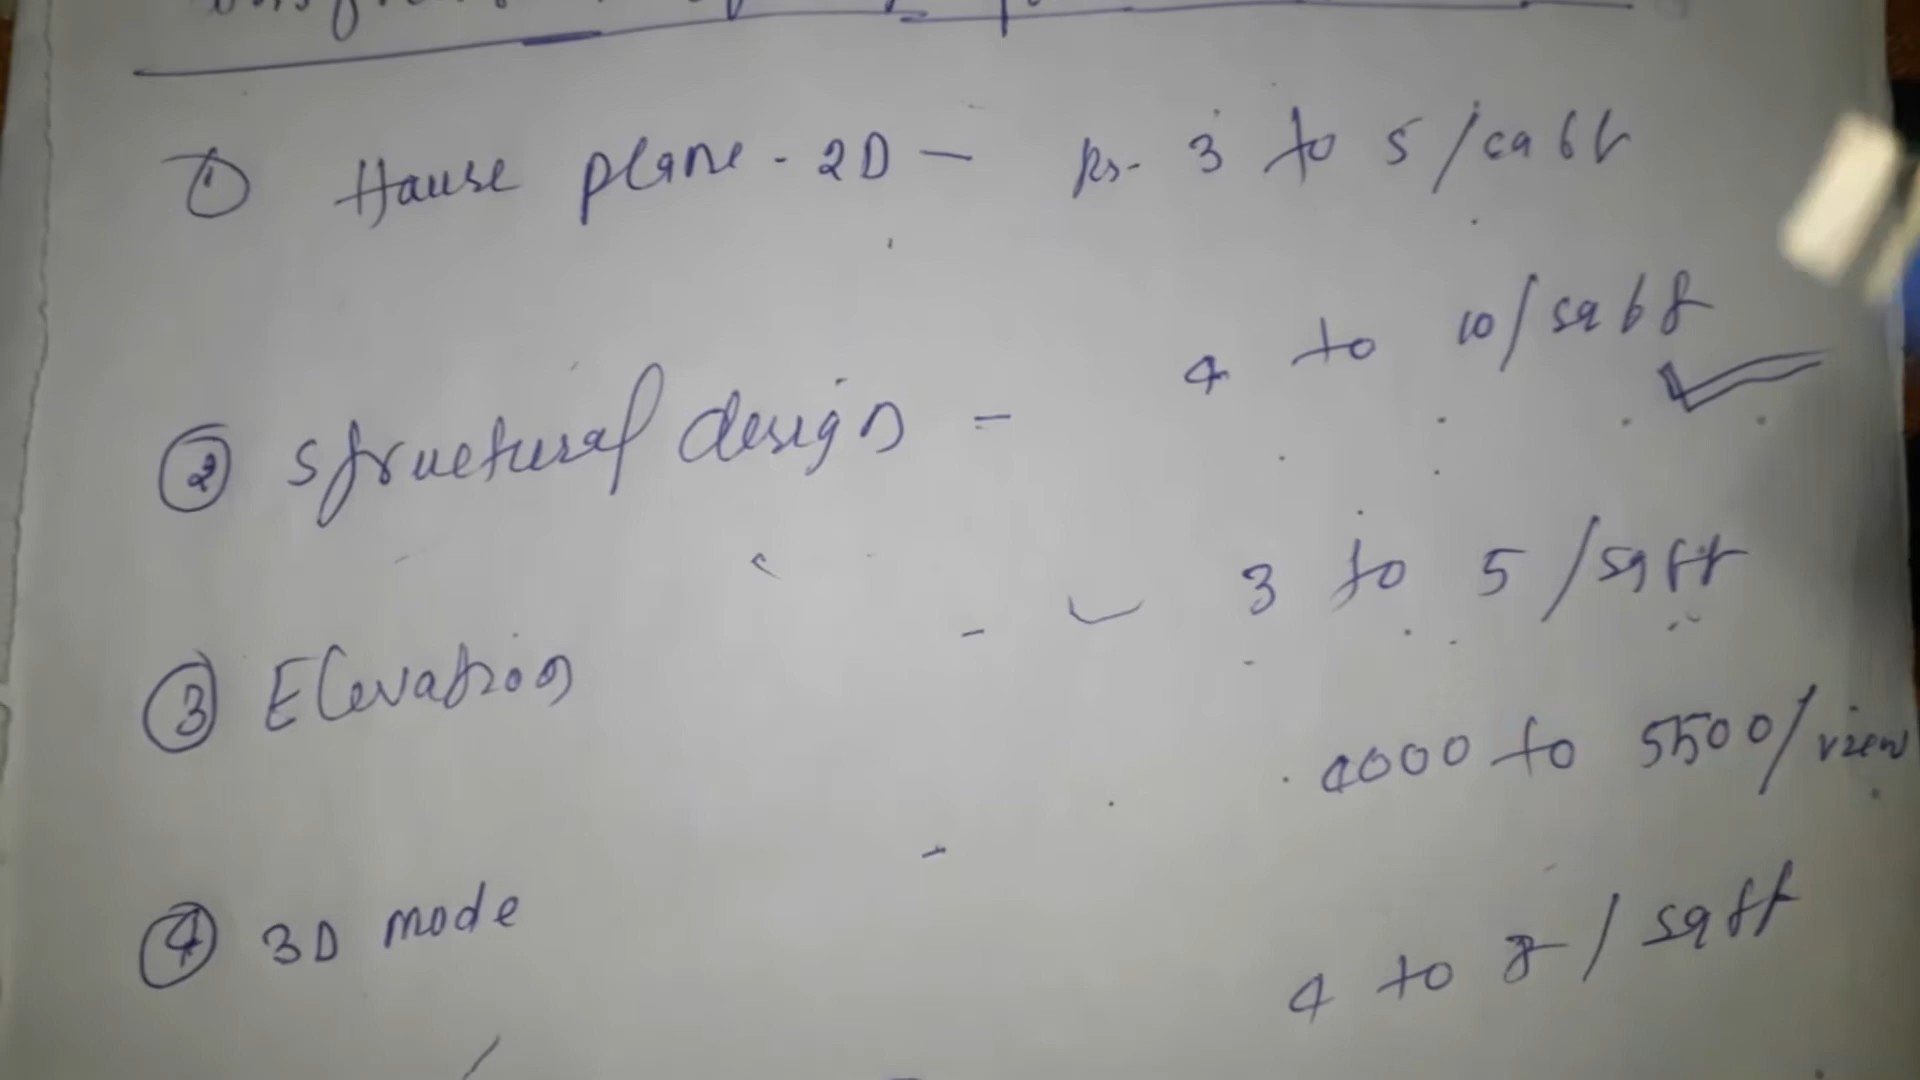 ① Hause plane - 2D - Rs. 3 to 5 / sqft
② Structural design - 4 to 10 / sqft
③ Elevation - 3 to 5 / sqft
4000 to 5500 / view
④ 3D mode -
4 to 8 / sqft